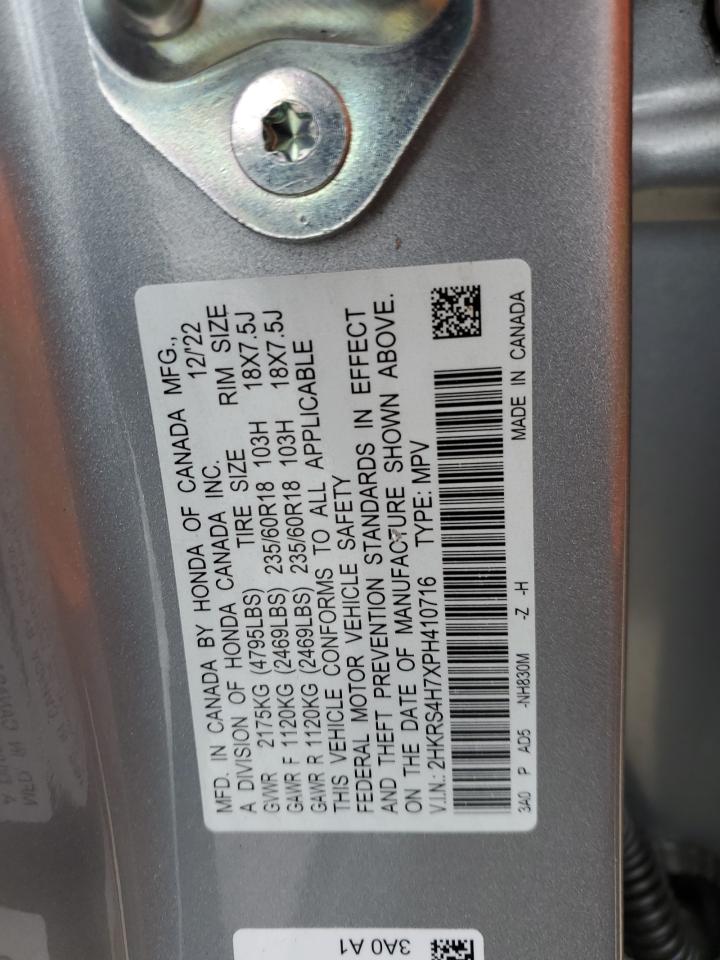 MFD. IN CANADA BY HONDA OF CANADA MFG.,
A DIVISION OF HONDA CANADA INC. 12/'22
GVWR 2175KG (4795LBS) TIRE SIZE RIM SIZE
GAWR F 1120KG (2469LBS) 235/60R18 103H 18X7.5J
GAWR R 1120KG (2469LBS) 235/60R18 103H 18X7.5J
THIS VEHICLE CONFORMS TO ALL APPLICABLE
FEDERAL MOTOR VEHICLE SAFETY
AND THEFT PREVENTION STANDARDS IN EFFECT
ON THE DATE OF MANUFACTURE SHOWN ABOVE.
V.I.N.: 2HKRS4H7XPH410716 TYPE: MPV
3A0 P AD5 -NH830M -Z -H MADE IN CANADA
3A0 A1